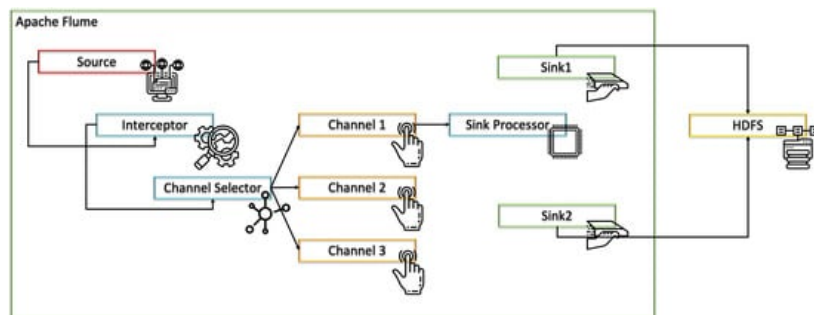 Apache Flume
Source
Interceptor
Channel Selector
Channel 1
Channel 2
Channel 3
Sink Processor
Sink1
Sink2
HDFS